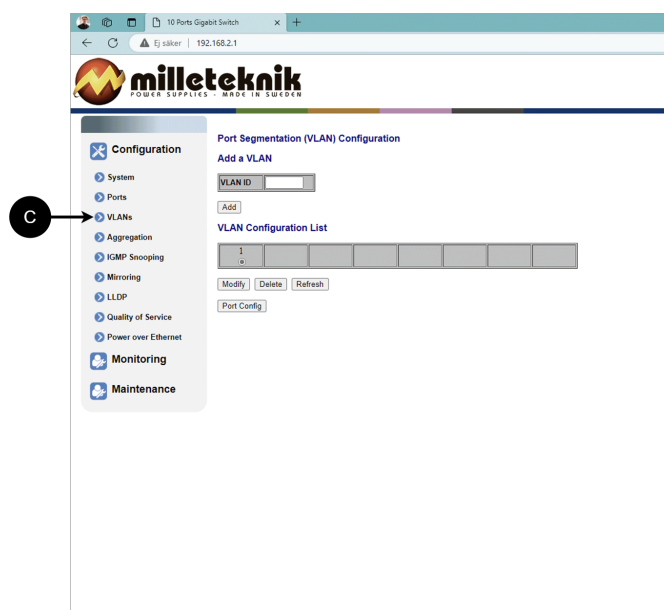 10 Ports Gigabit Switch
Ej säker
192.168.2.1
milleteknik
POWER SUPPLIES - MADE IN SWEDEN
Configuration
System
Ports
C
VLANs
Aggregation
IGMP Snooping
Mirroring
LLDP
Quality of Service
Power over Ethernet
Monitoring
Maintenance
Port Segmentation (VLAN) Configuration
Add a VLAN
VLAN ID
Add
VLAN Configuration List
1
Modify Delete Refresh
Port Config